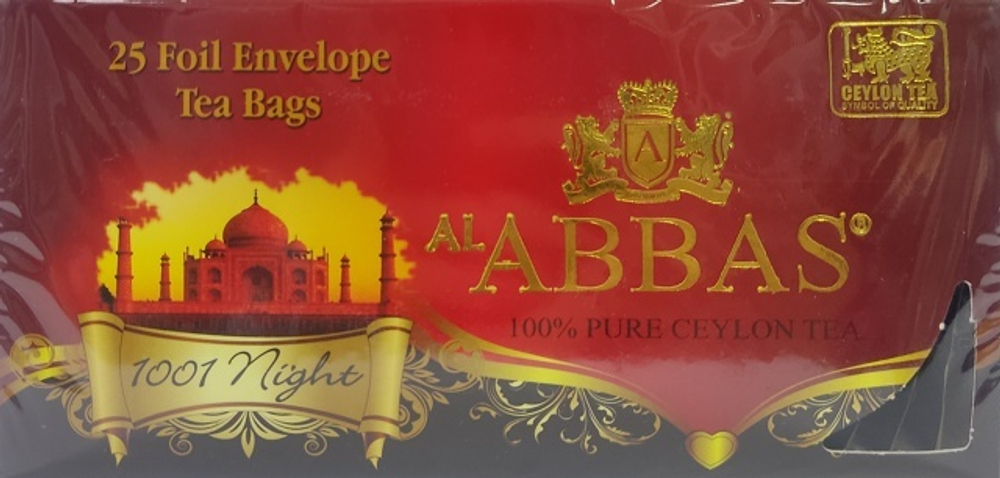 25 Foil Envelope
Tea Bags
CEYLON TEA
SYMBOL OF QUALITY
A
AL ABBAS®
100% PURE CEYLON TEA
1001 Night